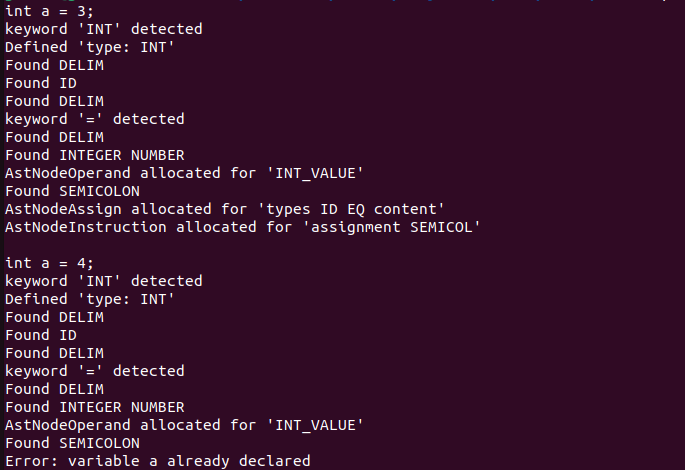 int a = 3;
keyword 'INT' detected
Defined 'type: INT'
Found DELIM
Found ID
Found DELIM
keyword '=' detected
Found DELIM
Found INTEGER NUMBER
AstNodeOperand allocated for 'INT_VALUE'
Found SEMICOLON
AstNodeAssign allocated for 'types ID EQ content'
AstNodeInstruction allocated for 'assignment SEMICOL'

int a = 4;
keyword 'INT' detected
Defined 'type: INT'
Found DELIM
Found ID
Found DELIM
keyword '=' detected
Found DELIM
Found INTEGER NUMBER
AstNodeOperand allocated for 'INT_VALUE'
Found SEMICOLON
Error: variable a already declared